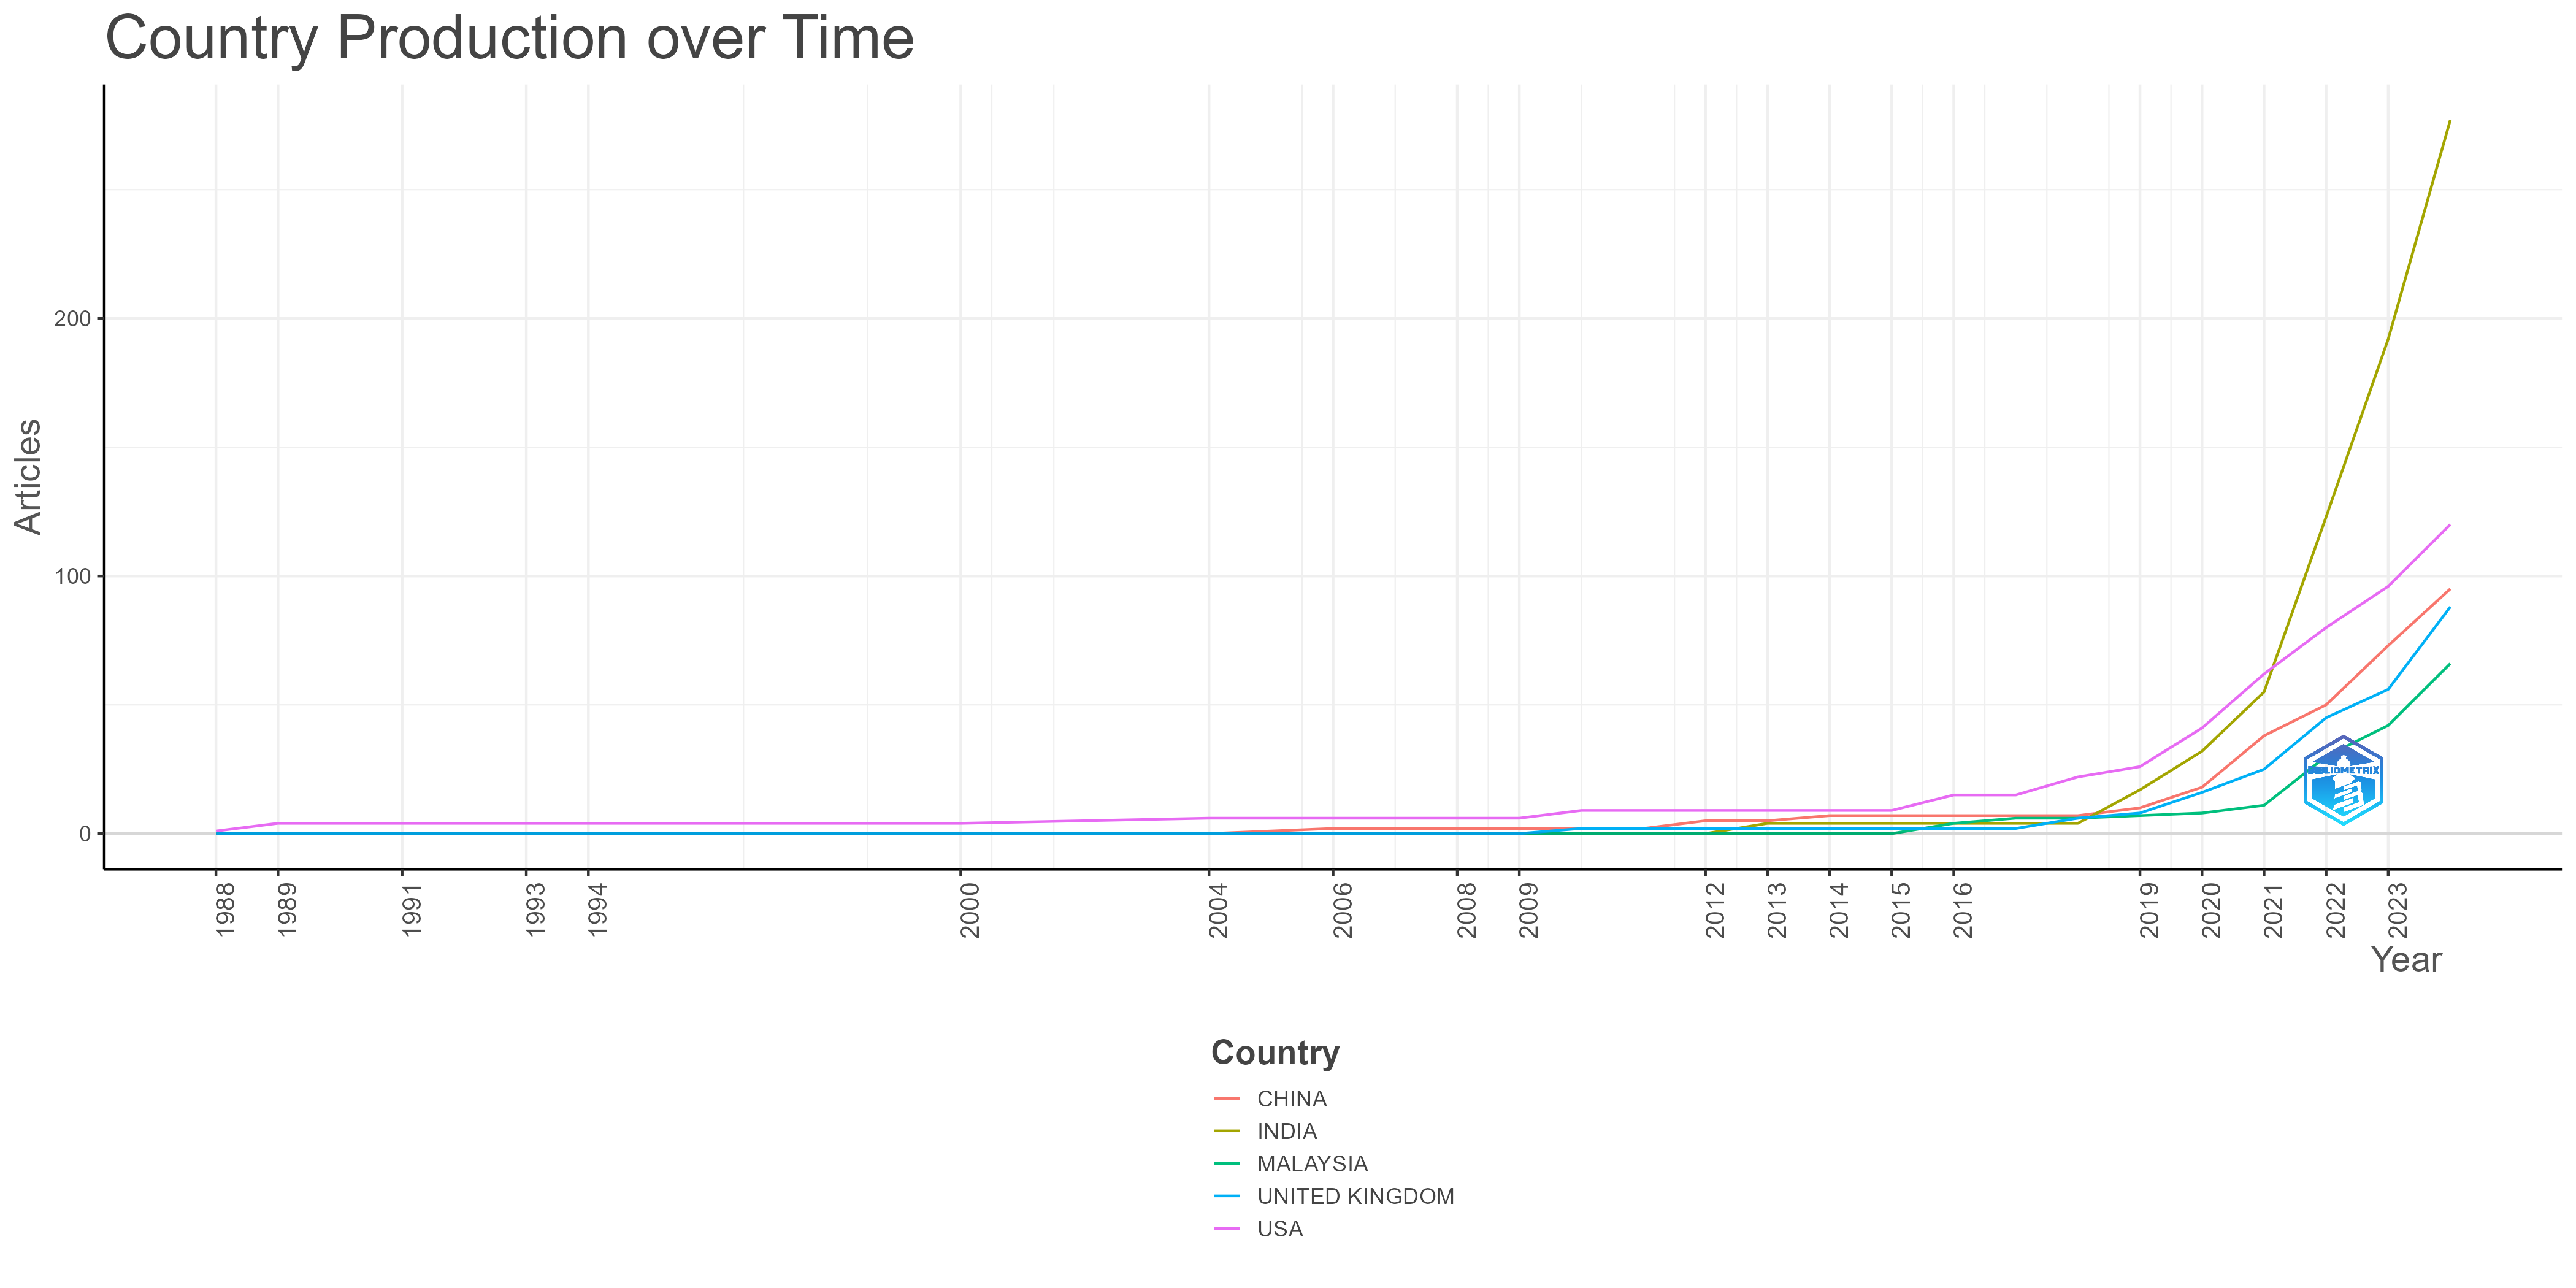 Country Production over Time
Articles
200
100
0
BIBLIOMETRIX
1988
1989
1991
1993
1994
2000
2004
2006
2008
2009
2012
2013
2014
2015
2016
2019
2020
2021
2022
2023
Year
Country
CHINA
INDIA
MALAYSIA
UNITED KINGDOM
USA